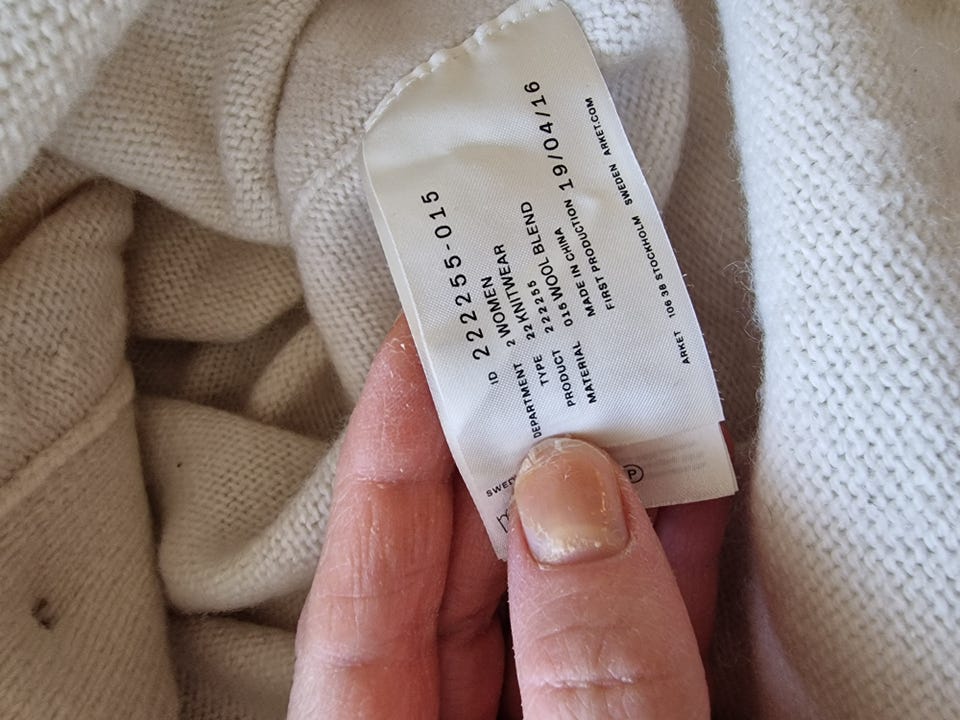 ID 222255-015
DEPARTMENT 2 WOMEN
TYPE 22 KNITWEAR
PRODUCT 222255
MATERIAL 015 WOOL BLEND
MADE IN CHINA
FIRST PRODUCTION 19/04/16
ARKET 106 38 STOCKHOLM SWEDEN ARKET.COM
P